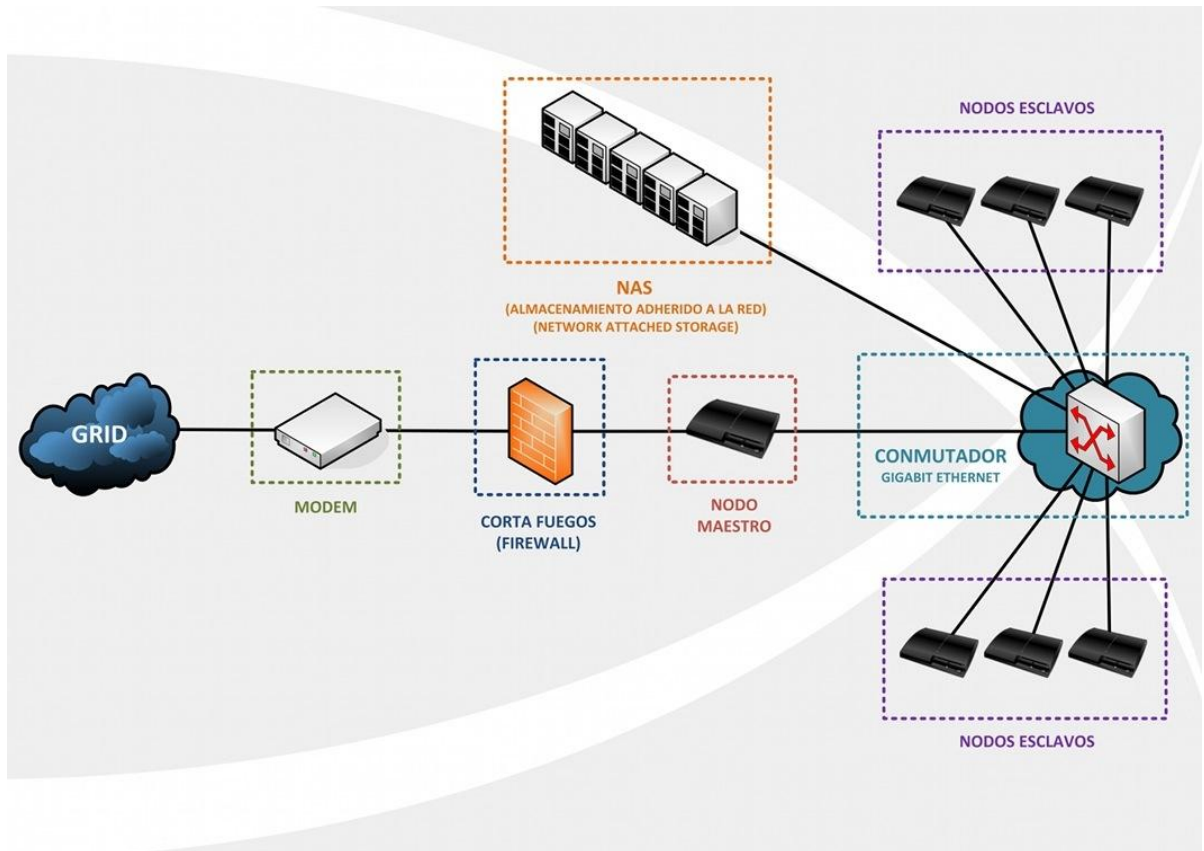 NODOS ESCLAVOS
NAS
(ALMACENAMIENTO ADHERIDO A LA RED)
(NETWORK ATTACHED STORAGE)
GRID
MODEM
CORTA FUEGOS
(FIREWALL)
NODO
MAESTRO
CONMUTADOR
GIGABIT ETHERNET
NODOS ESCLAVOS